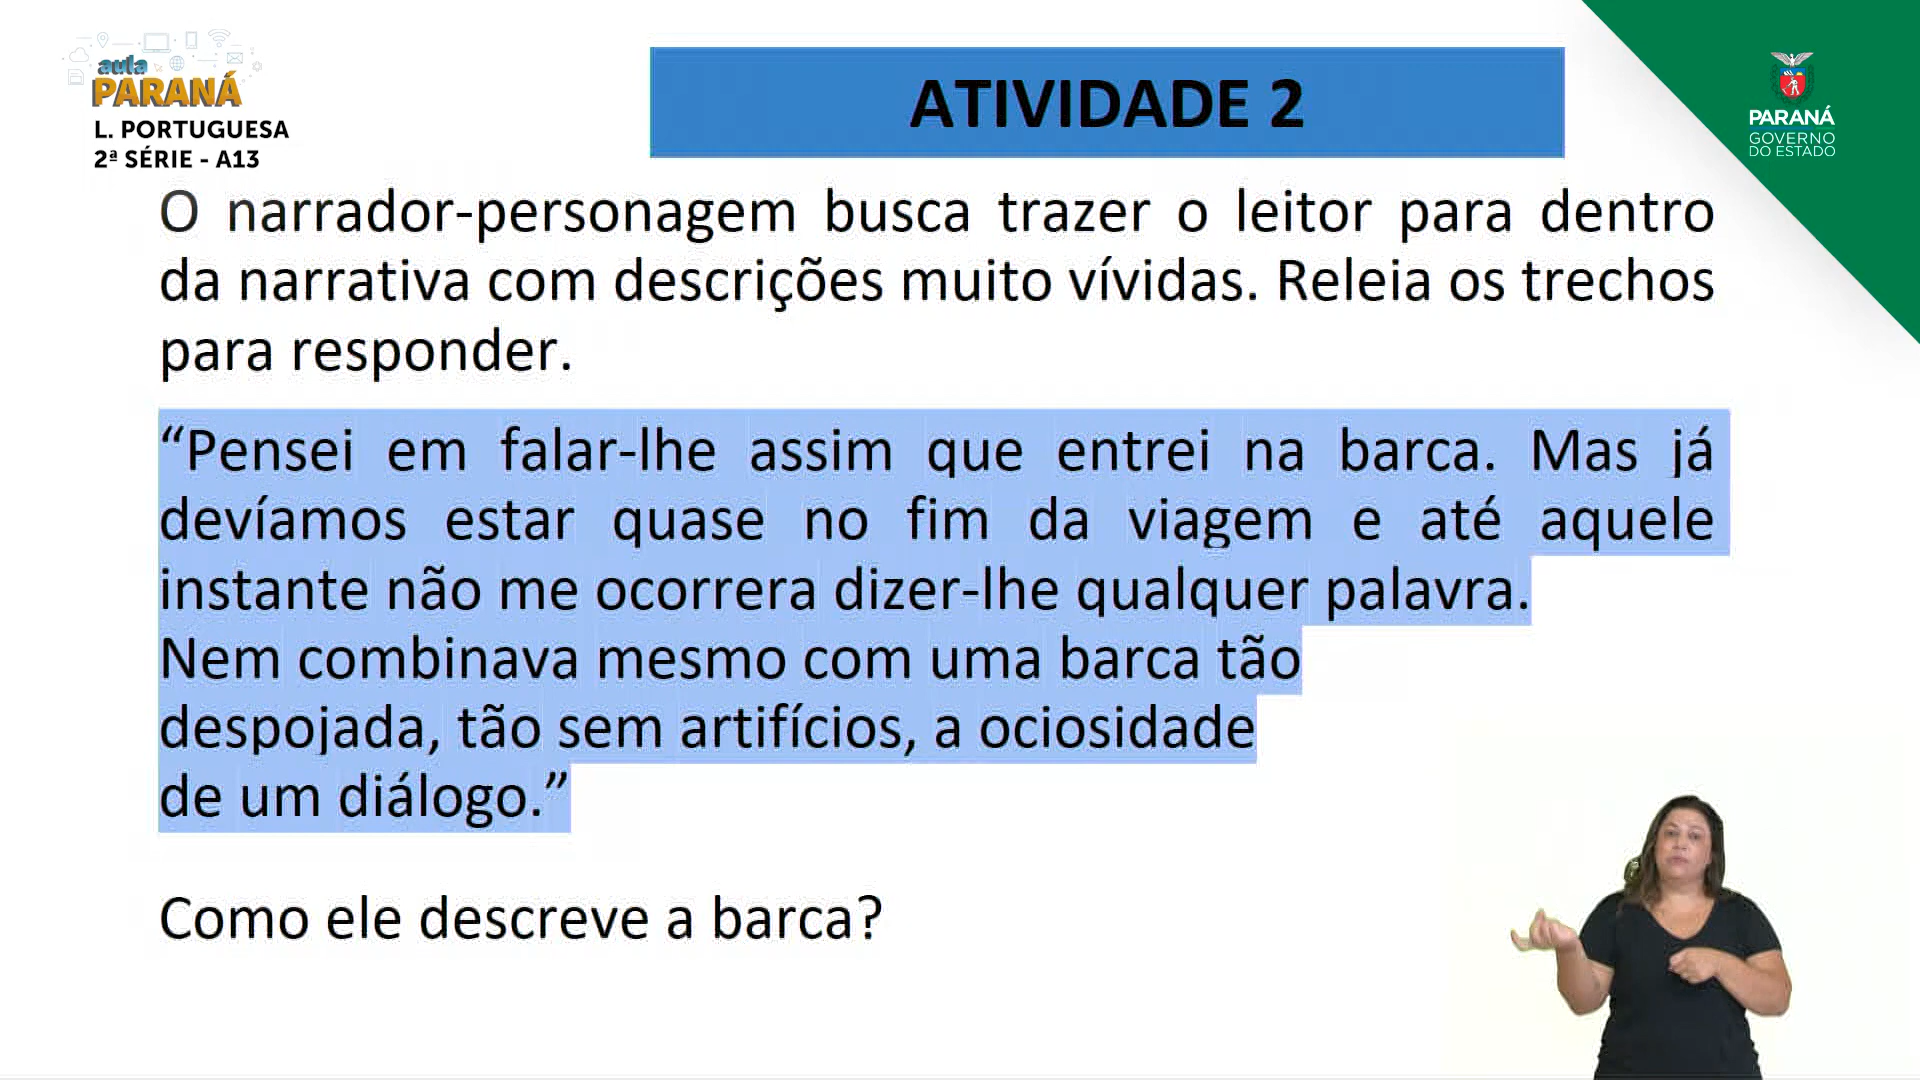 aula
PARANÁ
L. PORTUGUESA
2ª SÉRIE - A13
ATIVIDADE 2
PARANÁ
GOVERNO
DO ESTADO
O narrador-personagem busca trazer o leitor para dentro
da narrativa com descrições muito vívidas. Releia os trechos
para responder.
“Pensei em falar-lhe assim que entrei na barca. Mas já
devíamos estar quase no fim da viagem e até aquele
instante não me ocorrera dizer-lhe qualquer palavra.
Nem combinava mesmo com uma barca tão
despojada, tão sem artifícios, a ociosidade
de um diálogo.”
Como ele descreve a barca?